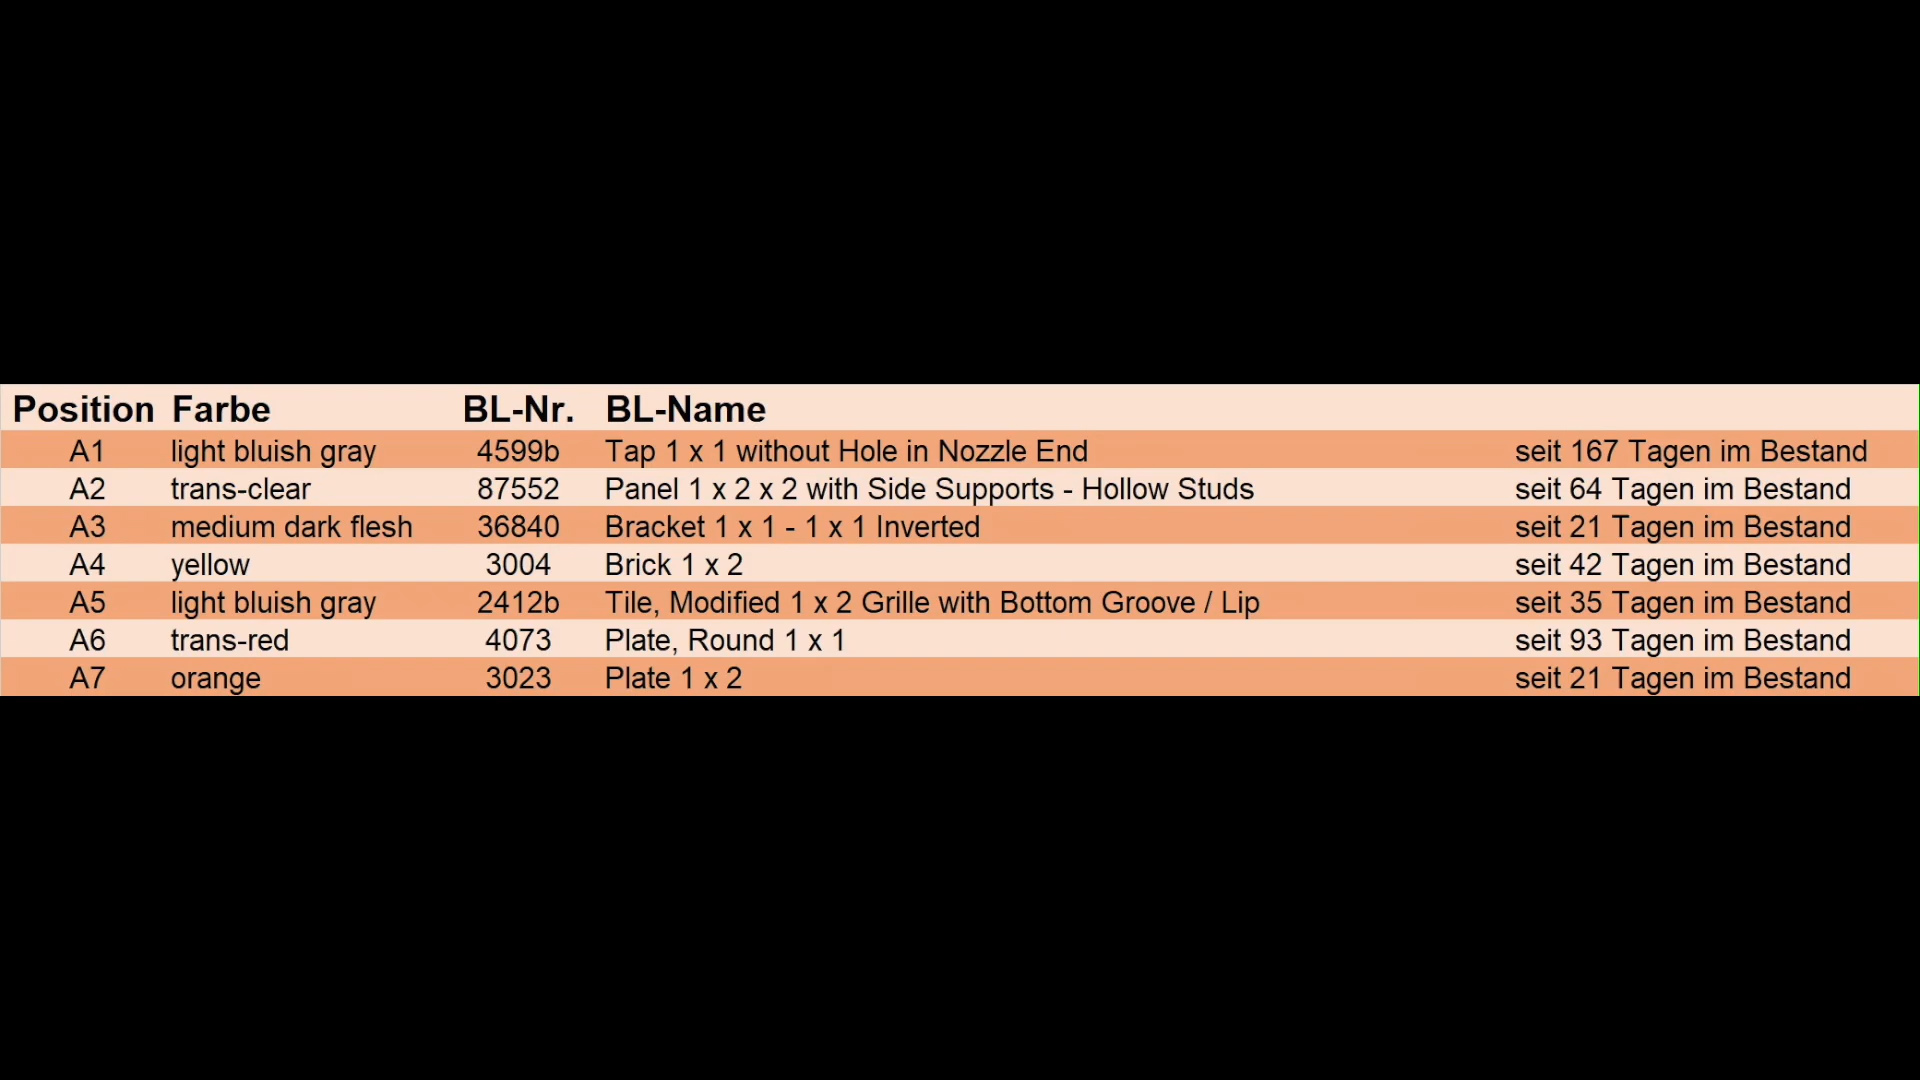 Position Farbe BL-Nr. BL-Name
A1 light bluish gray 4599b Tap 1 x 1 without Hole in Nozzle End seit 167 Tagen im Bestand
A2 trans-clear 87552 Panel 1 x 2 x 2 with Side Supports - Hollow Studs seit 64 Tagen im Bestand
A3 medium dark flesh 36840 Bracket 1 x 1 - 1 x 1 Inverted seit 21 Tagen im Bestand
A4 yellow 3004 Brick 1 x 2 seit 42 Tagen im Bestand
A5 light bluish gray 2412b Tile, Modified 1 x 2 Grille with Bottom Groove / Lip seit 35 Tagen im Bestand
A6 trans-red 4073 Plate, Round 1 x 1 seit 93 Tagen im Bestand
A7 orange 3023 Plate 1 x 2 seit 21 Tagen im Bestand